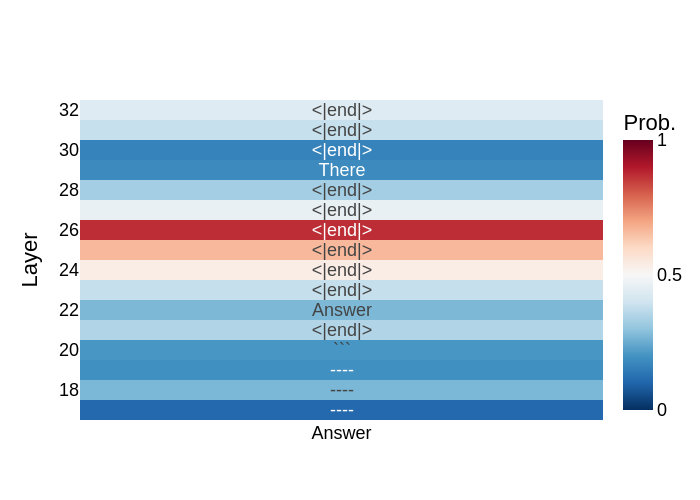 32 <|end|>
<|end|>
Prob.
30 <|end|> 1
There
28 <|end|>
<|end|>
26 <|end|>
<|end|>
24 <|end|> 0.5
<|end|>
22 Answer
<|end|>
20 ```
----
18 ----
---- 0
Answer
Layer